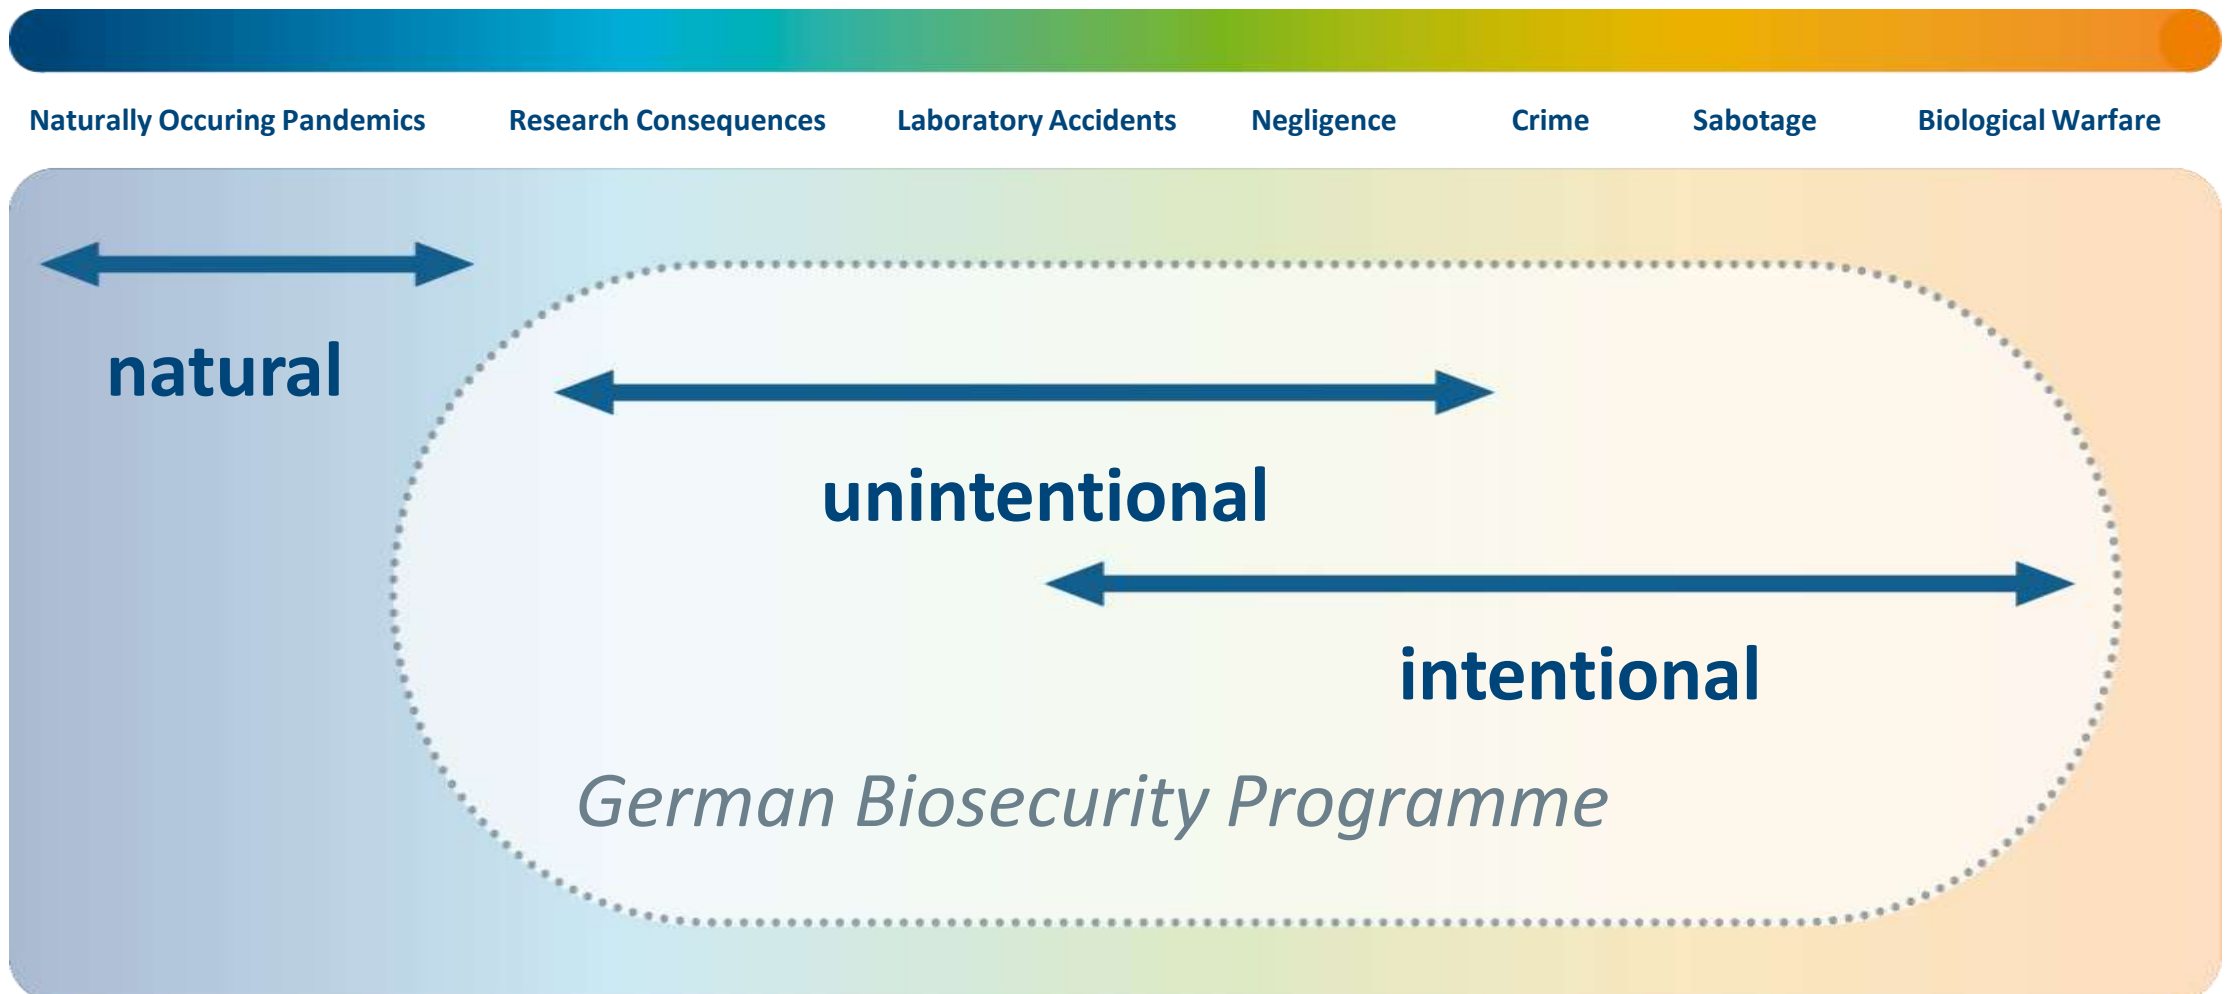 Naturally Occuring Pandemics Research Consequences Laboratory Accidents Negligence Crime Sabotage Biological Warfare
natural
unintentional
intentional
German Biosecurity Programme